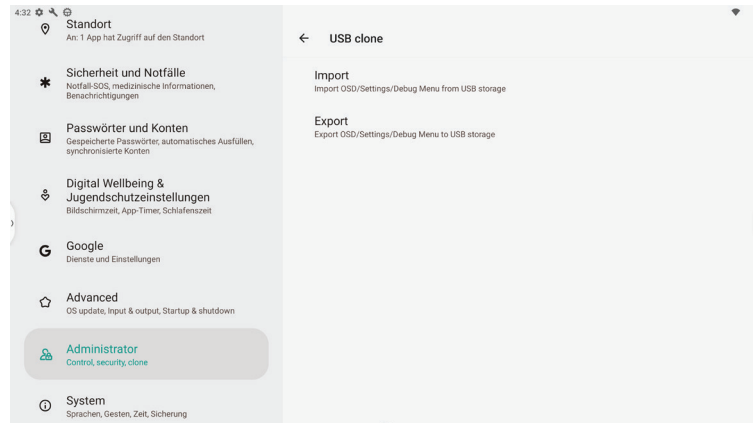 4:32
Standort
An: 1 App hat Zugriff auf den Standort
Sicherheit und Notfälle
Notfall-SOS, medizinische Informationen,
Benachrichtigungen
Passwörter und Konten
Gespeicherte Passwörter, automatisches Ausfüllen,
synchronisierte Konten
Digital Wellbeing &
Jugendschutzeinstellungen
Bildschirmzeit, App-Timer, Schlafenszeit
Google
Dienste und Einstellungen
Advanced
OS update, Input & output, Startup & shutdown
Administrator
Control, security, clone
System
Sprachen, Gesten, Zeit, Sicherung
USB clone
Import
Import OSD/Settings/Debug Menu from USB storage
Export
Export OSD/Settings/Debug Menu to USB storage